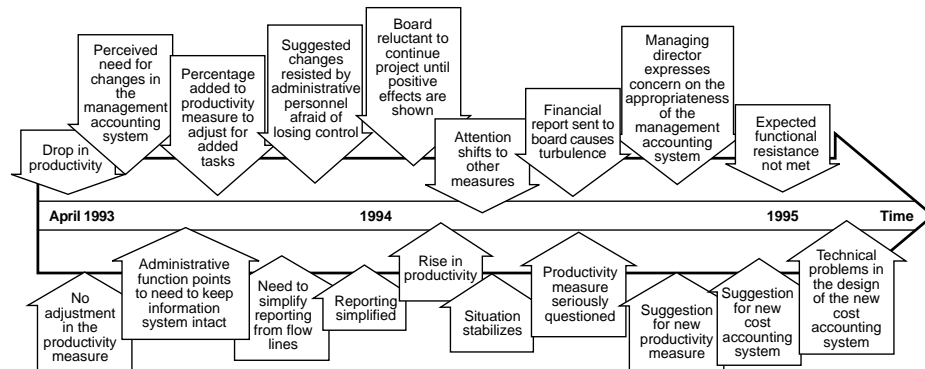 Drop in
productivity
Perceived
need for
changes in
the
management
accounting
system
Percentage
added to
productivity
measure to
adjust for
added
tasks
Suggested
changes
resisted by
administrative
personnel
afraid of
losing control
Board
reluctant to
continue
project until
positive
effects are
shown
Attention
shifts to
other
measures
Financial
report sent to
board causes
turbulence
Managing
director
expresses
concern on the
appropriateness
of the
management
accounting
system
Expected
functional
resistance
not met
April 1993
1994
1995
Time
No
adjustment
in the
productivity
measure
Administrative
function points
to need to keep
information
system intact
Need to
simplify
reporting
from flow
lines
Reporting
simplified
Rise in
productivity
Situation
stabilizes
Productivity
measure
seriously
questioned
Suggestion
for new
productivity
measure
Suggestion
for new
cost
accounting
system
Technical
problems in
the design
of the new
cost
accounting
system